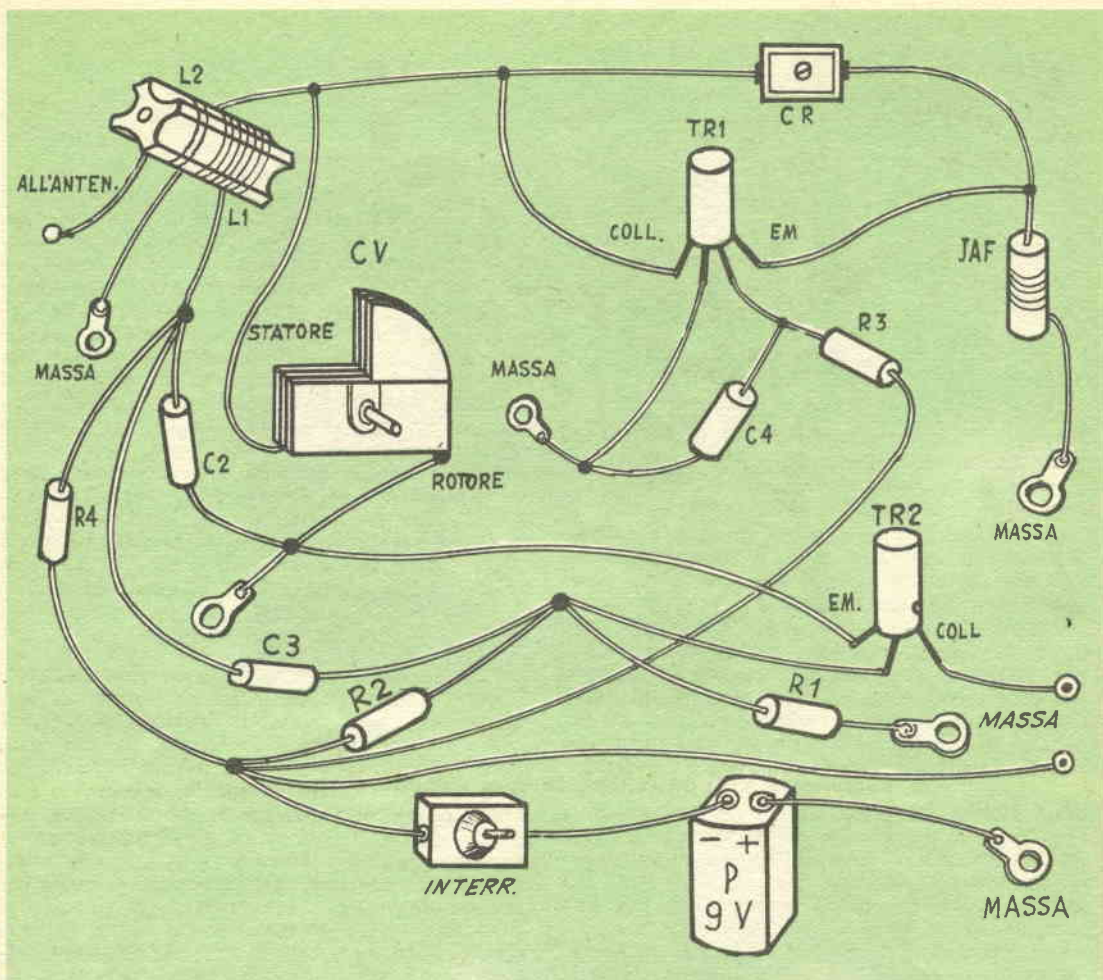 L2
CR
TR1
ALL'ANTEN.
L1
COLL.
EM
CV
JAF
STATORE
R3
MASSA
MASSA
C4
C2
ROTORE
R4
TR2
MASSA
EM.
COLL
C3
R2
R1
MASSA
- +
P
9 V
INTERR.
MASSA